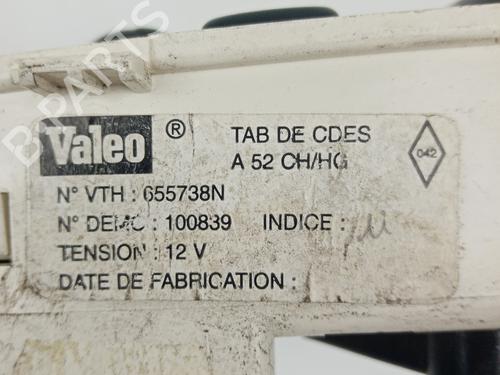 Valeo ®
TAB DE CDES
A 52 CH/HG
042
N° VTH : 655738N
N° DEMC : 100839 INDICE :
TENSION : 12 V
DATE DE FABRICATION :
B-PARTS